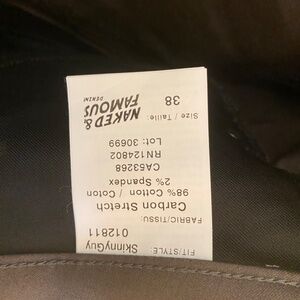 FIT/STYLE:
SkinnyGuy
012811
FABRIC/TISSU:
Carbon Stretch
98% Cotton / Coton
2% Spandex
CA53268
RN124802
Lot: 30699
Size / Taille:
38
NAKED &
FAMOUS
DENIM